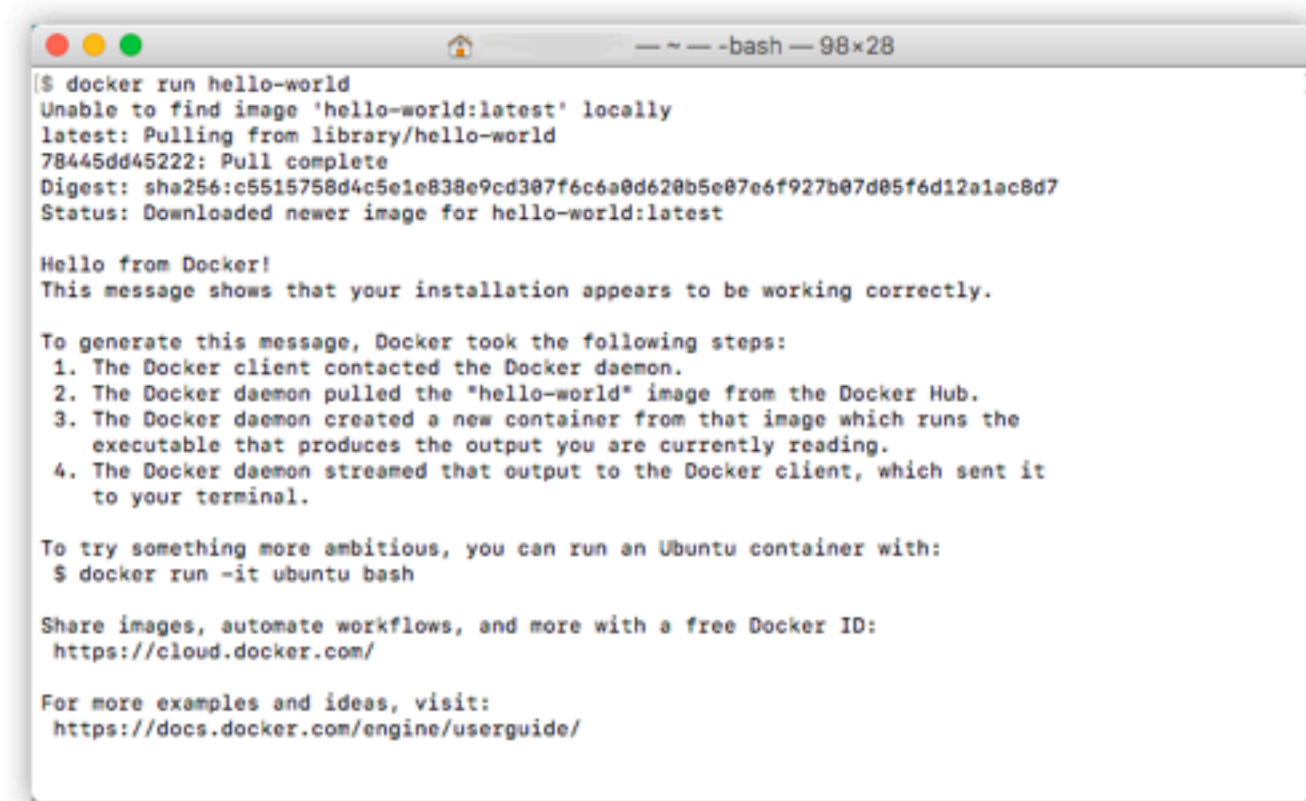 — ~ — -bash — 98×28
$ docker run hello-world
Unable to find image 'hello-world:latest' locally
latest: Pulling from library/hello-world
78445dd45222: Pull complete
Digest: sha256:c5515758d4c5e1e838e9cd307f6c6a0d620b5e07e6f927b07d05f6d12a1ac8d7
Status: Downloaded newer image for hello-world:latest
Hello from Docker!
This message shows that your installation appears to be working correctly.
To generate this message, Docker took the following steps:
1. The Docker client contacted the Docker daemon.
2. The Docker daemon pulled the "hello-world" image from the Docker Hub.
3. The Docker daemon created a new container from that image which runs the
executable that produces the output you are currently reading.
4. The Docker daemon streamed that output to the Docker client, which sent it
to your terminal.
To try something more ambitious, you can run an Ubuntu container with:
$ docker run -it ubuntu bash
Share images, automate workflows, and more with a free Docker ID:
https://cloud.docker.com/
For more examples and ideas, visit:
https://docs.docker.com/engine/userguide/